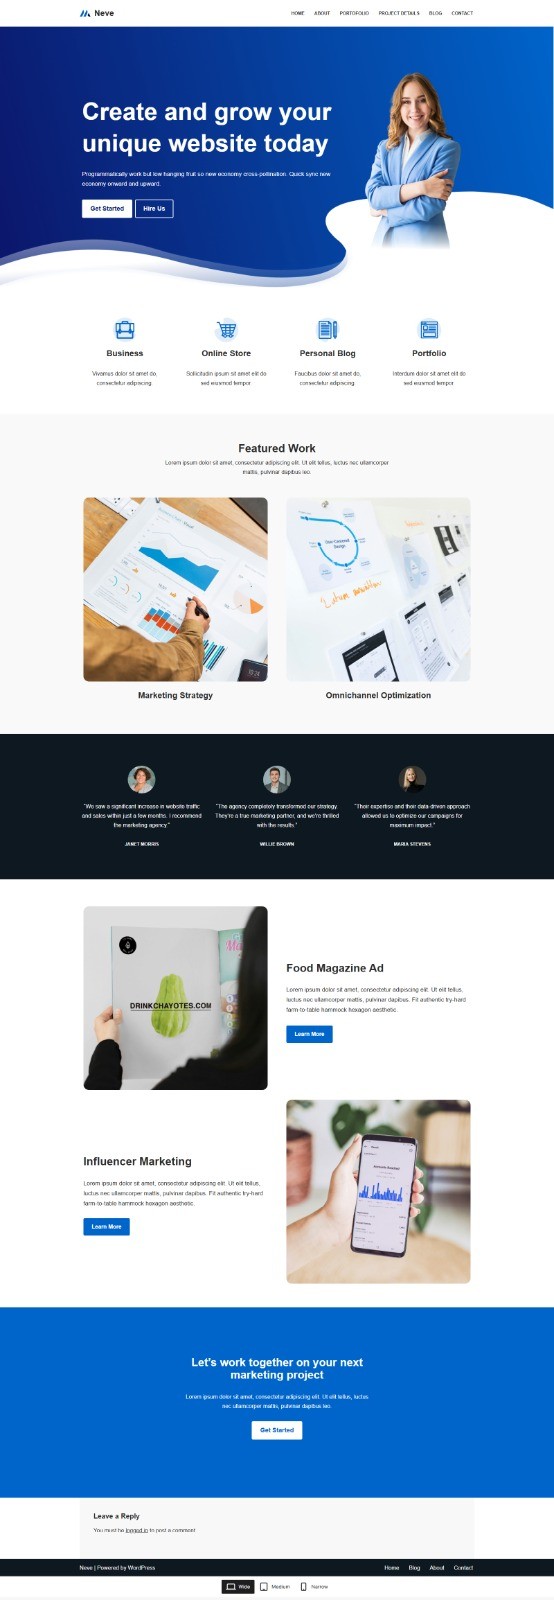 Neve
HOME ABOUT PORTOFOLIO PROJECT DETAILS BLOG CONTACT
Create and grow your
unique website today
Programmatically work but low hanging fruit so new economy cross-pollination. Quick sync new
economy onward and upward.
Get Started Hire Us
Business
Vivamus dolor sit amet do,
consectetur adipiscing
Online Store
Sollicitudin ipsum sit amet elit do
sed eiusmod tempor
Personal Blog
Faucibus dolor sit amet do,
consectetur adipiscing
Portfolio
Interdum dolor sit amet elit do
sed eiusmod tempor
Featured Work
Lorem ipsum dolor sit amet, consectetur adipiscing elit. Ut elit tellus, luctus nec ullamcorper
mattis, pulvinar dapibus leo.
Marketing Strategy
Omnichannel Optimization
"We saw a significant increase in website traffic
and sales within just a few months. I recommend
the marketing agency."
JANET MORRIS
"The agency completely transformed our strategy.
They're a true marketing partner, and we're thrilled
with the results."
WILLIE BROWN
"Their expertise and their data-driven approach
allowed us to optimize our campaigns for
maximum impact."
MARIA STEVENS
DRINKCHAYOTES.COM
Food Magazine Ad
Lorem ipsum dolor sit amet, consectetur adipiscing elit. Ut elit tellus,
luctus nec ullamcorper mattis, pulvinar dapibus. Fit authentic try-hard
farm-to-table hammock hexagon aesthetic.
Learn More
Influencer Marketing
Lorem ipsum dolor sit amet, consectetur adipiscing elit. Ut elit tellus,
luctus nec ullamcorper mattis, pulvinar dapibus. Fit authentic try-hard
farm-to-table hammock hexagon aesthetic.
Learn More
Let's work together on your next
marketing project
Lorem ipsum dolor sit amet, consectetur adipiscing elit. Ut elit tellus, luctus
nec ullamcorper mattis, pulvinar dapibus leo.
Get Started
Leave a Reply
You must be logged in to post a comment.
Neve | Powered by WordPress
Home Blog About Contact
Wide Medium Narrow